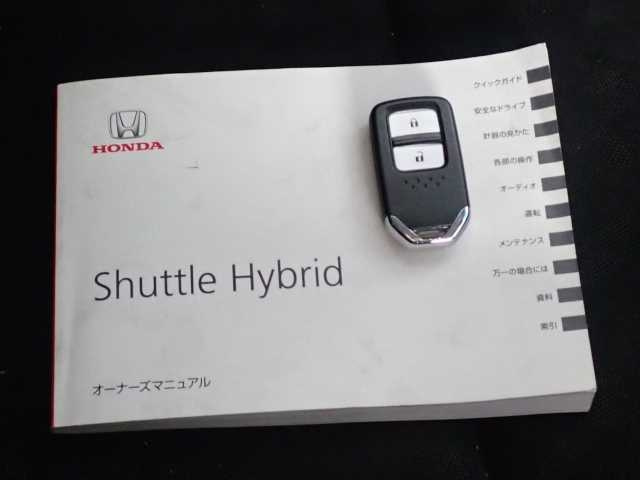 HONDA
Shuttle Hybrid
オーナーズマニュアル
クイックガイド
安全なドライブ
計器の見かた
各部の操作
オーディオ
運転
メンテナンス
万一の場合には
資料
索引